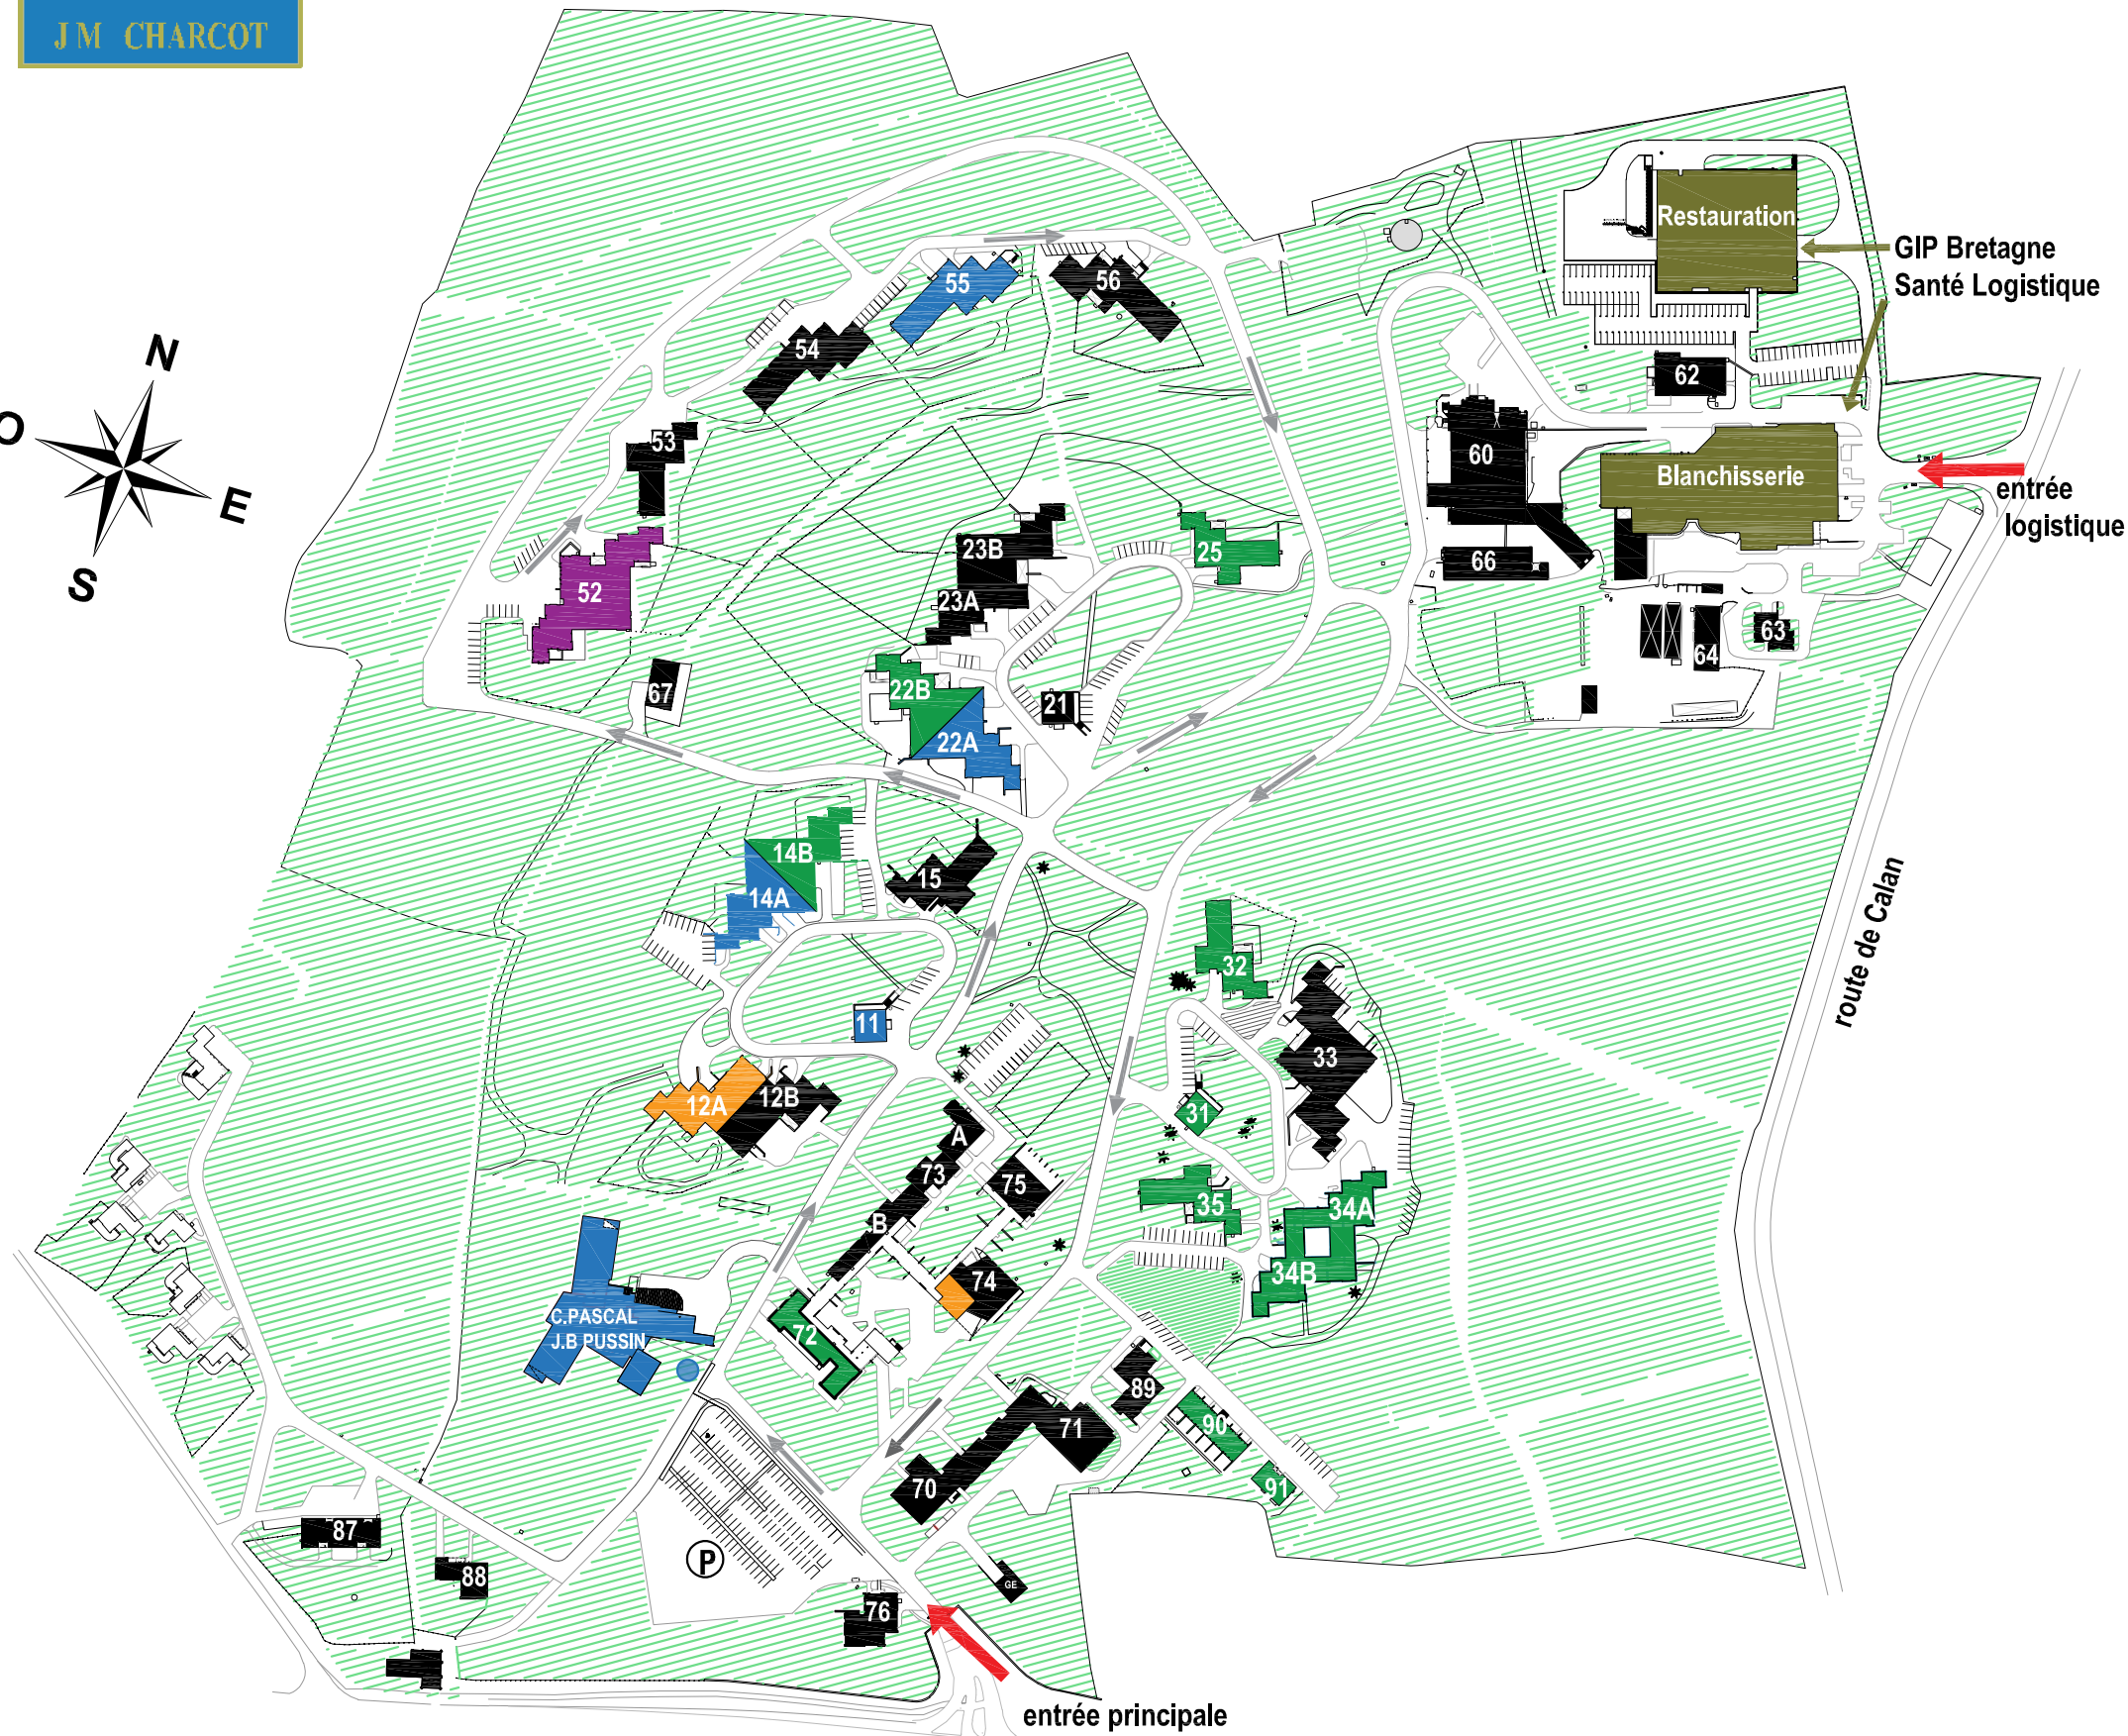 JM CHARCOT
Restauration
GIP Bretagne
Santé Logistique
55
56
54
N
62
O
53
60
Blanchisserie
E
entrée
logistique
23B
25
66
S
52
23A
63
64
67
22B
21
22A
14B
15
14A
route de Calan
32
11
33
12A
12B
31
A
73
75
35
34A
B
74
34B
C.PASCAL
J.B PUSSIN
72
89
71
90
70
91
87
P
88
GE
76
entrée principale